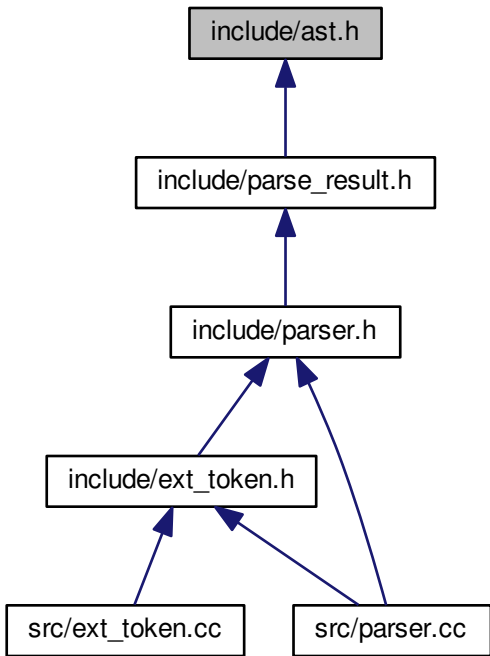 include/ast.h
include/parse_result.h
include/parser.h
include/ext_token.h
src/ext_token.cc
src/parser.cc